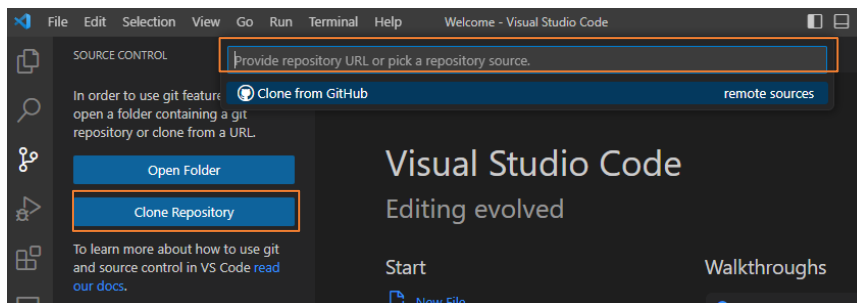 File Edit Selection View Go Run Terminal Help Welcome - Visual Studio Code
SOURCE CONTROL
Provide repository URL or pick a repository source.
Clone from GitHub remote sources
In order to use git feature
open a folder containing a git
repository or clone from a URL.
Open Folder
Clone Repository
To learn more about how to use git
and source control in VS Code read
our docs.
Visual Studio Code
Editing evolved
Start
New File
Walkthroughs